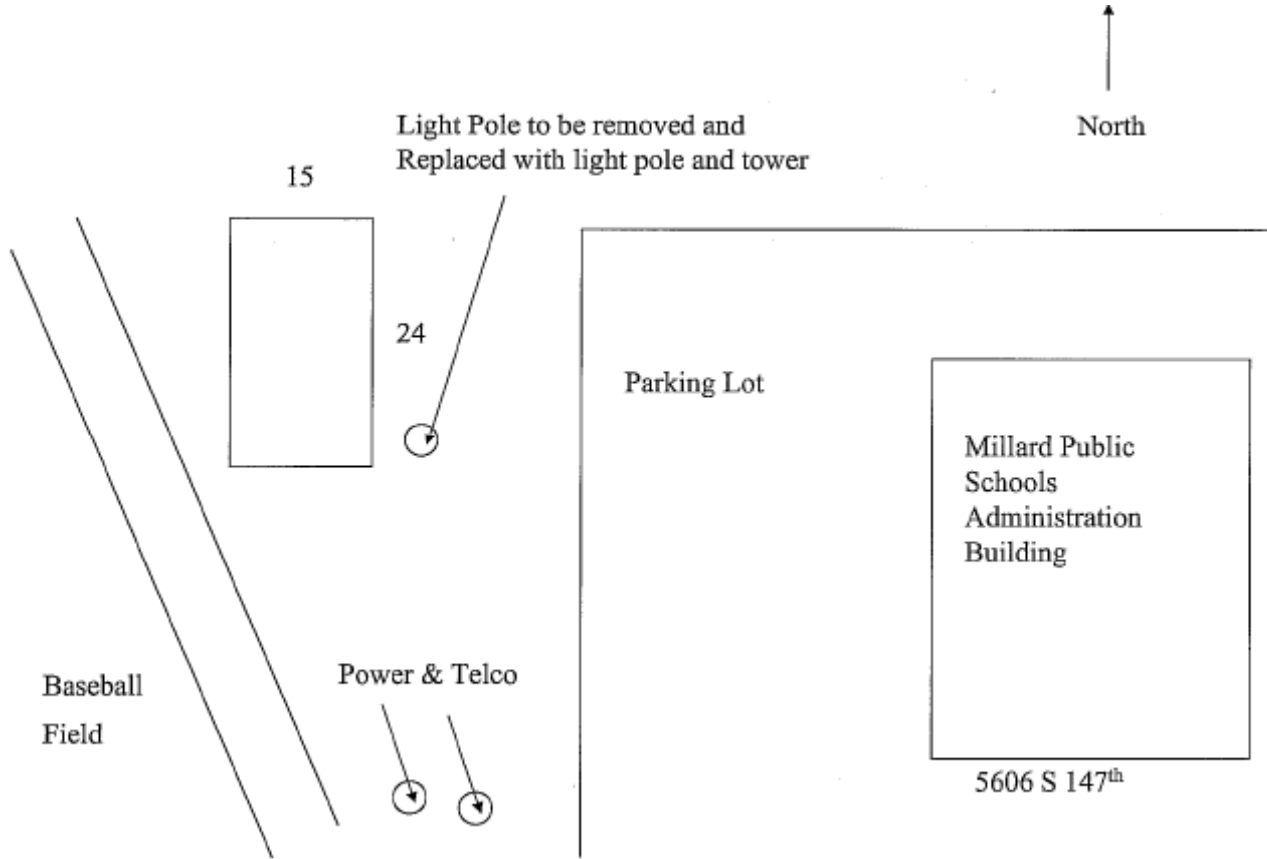 North
Light Pole to be removed and
Replaced with light pole and tower
15
24
Parking Lot
Millard Public
Schools
Administration
Building
Power & Telco
Baseball
Field
5606 S 147th